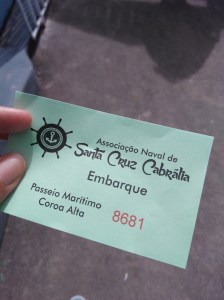 Associação Naval de
Santa Cruz Cabrália
Embarque
Passeio Marítimo
Coroa Alta
8681